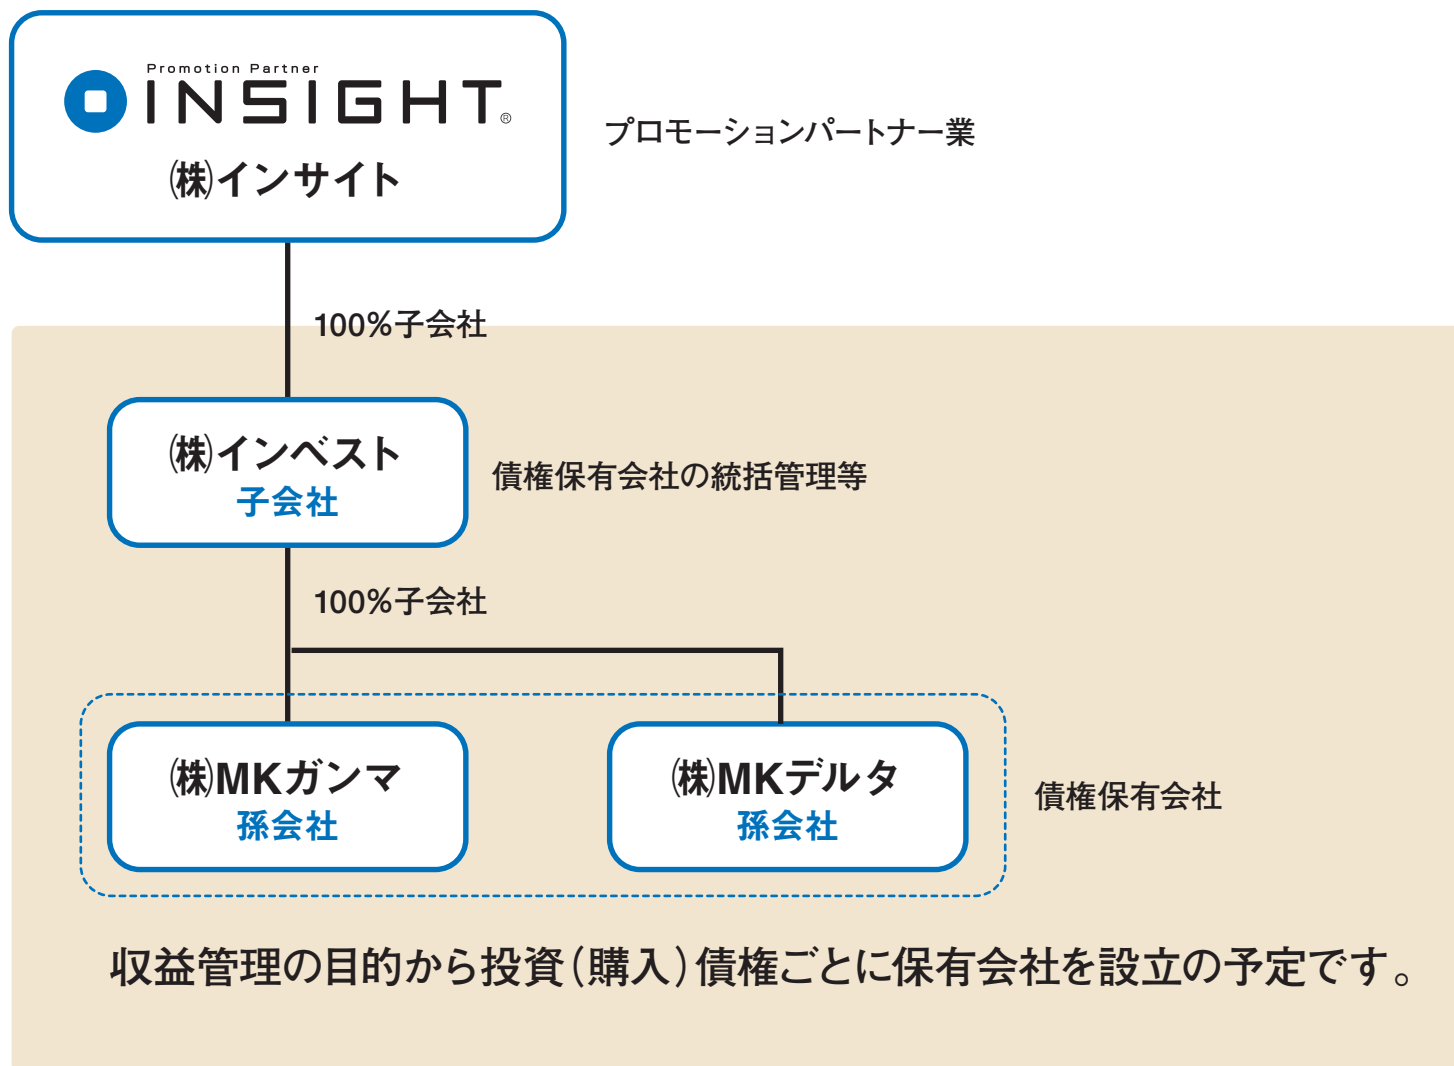 Promotion Partner
INSIGHT®
㈱インサイト
プロモーションパートナー業
100%子会社
㈱インベスト
子会社
債権保有会社の統括管理等
100%子会社
㈱MKガンマ
孫会社
㈱MKデルタ
孫会社
債権保有会社
収益管理の目的から投資(購入)債権ごとに保有会社を設立の予定です。